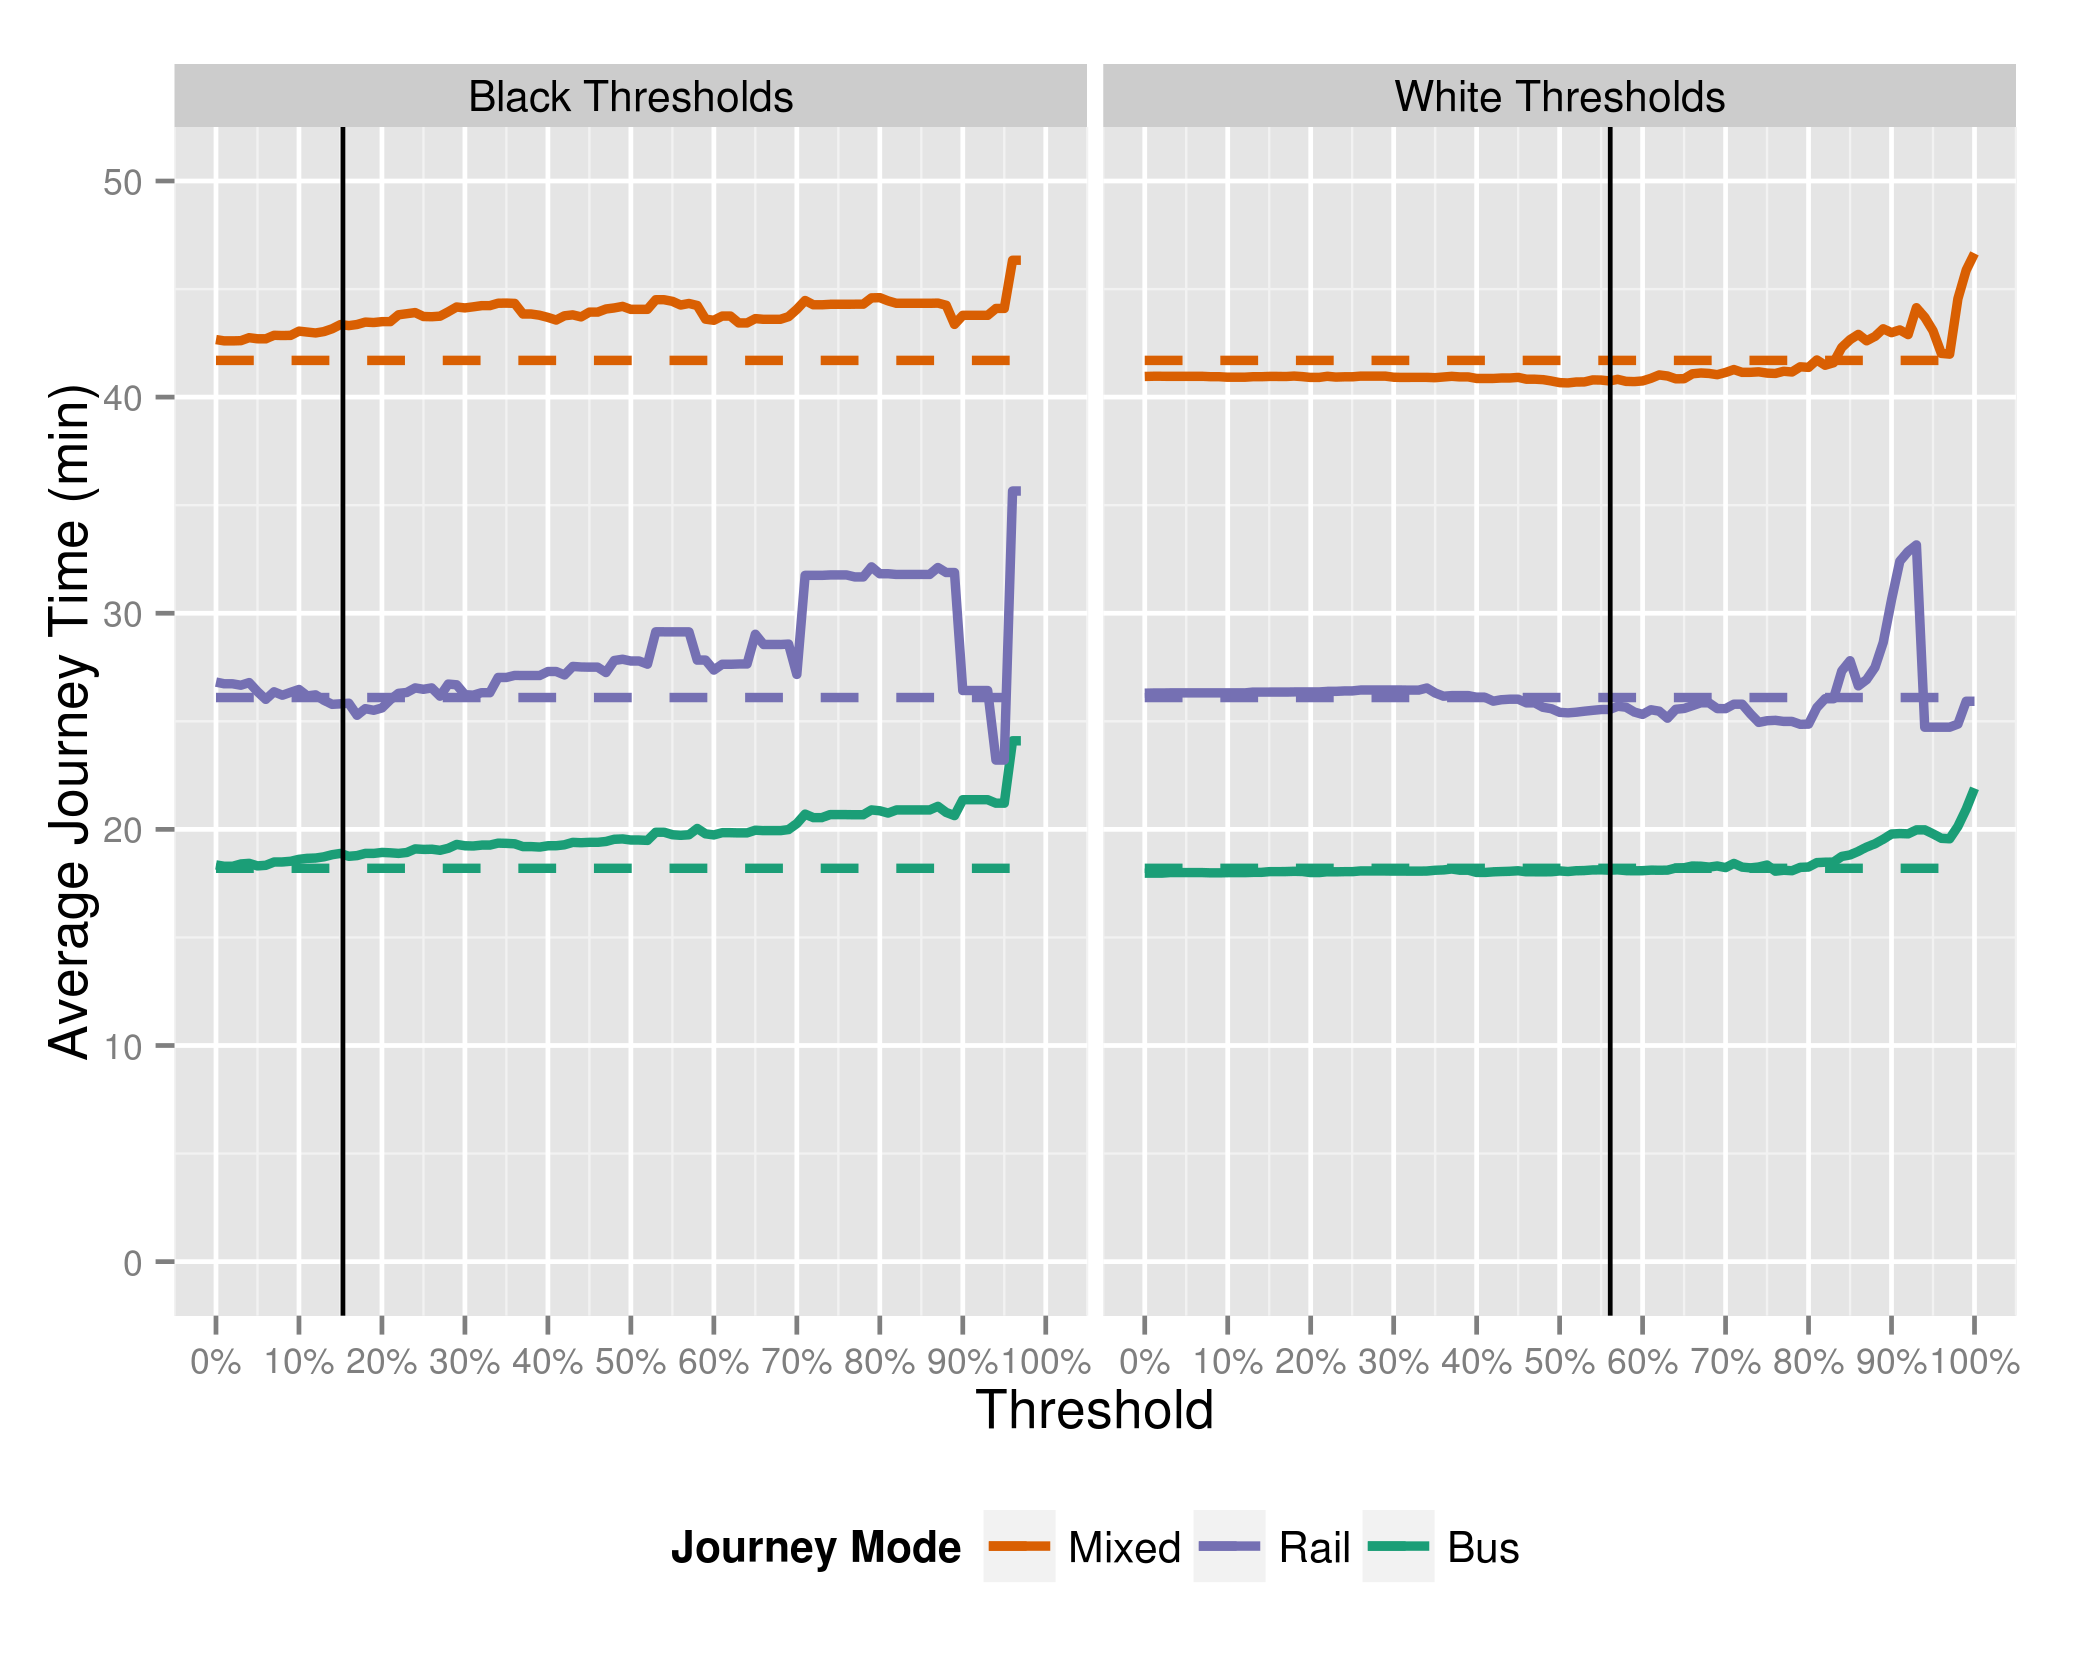 Black Thresholds White Thresholds
50
40
30
20
10
0
Average Journey Time (min)
0% 10% 20% 30% 40% 50% 60% 70% 80% 90% 100% 0% 10% 20% 30% 40% 50% 60% 70% 80% 90% 100%
Threshold
Journey Mode Mixed Rail Bus